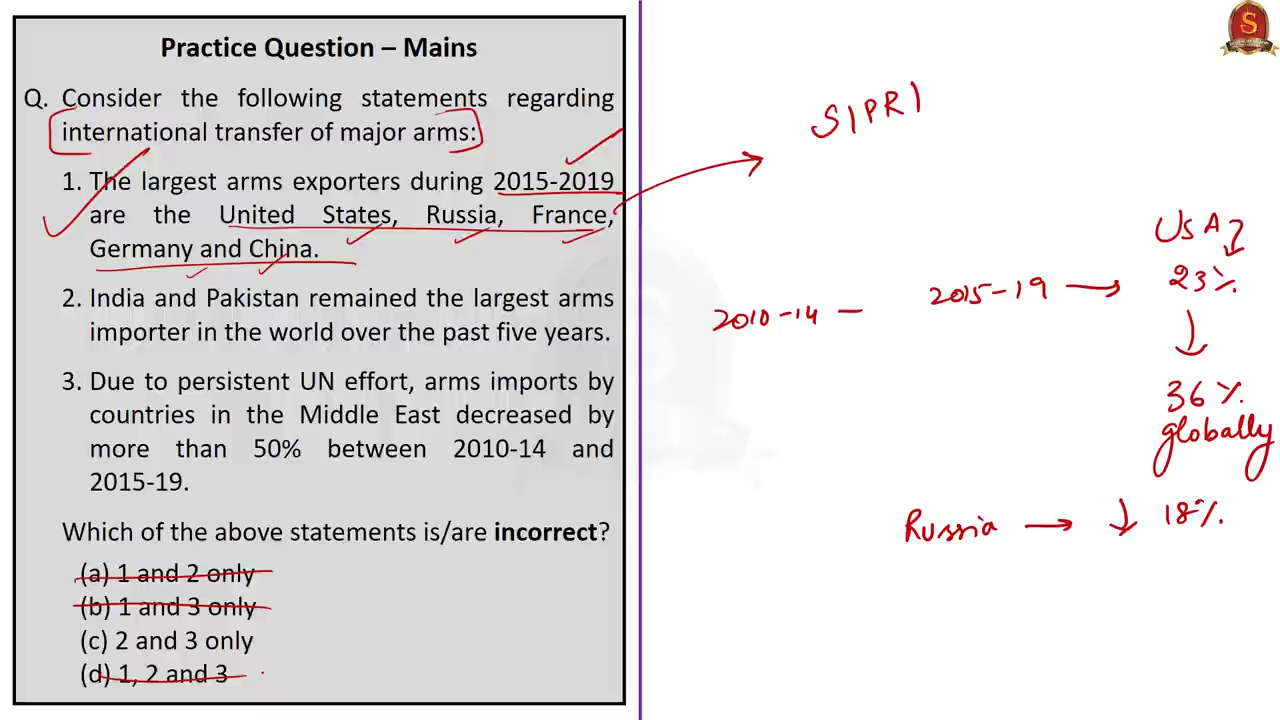 Practice Question – Mains
Q. Consider the following statements regarding
international transfer of major arms:
1. The largest arms exporters during 2015-2019
are the United States, Russia, France,
Germany and China.
2. India and Pakistan remained the largest arms
importer in the world over the past five years.
3. Due to persistent UN effort, arms imports by
countries in the Middle East decreased by
more than 50% between 2010-14 and
2015-19.
Which of the above statements is/are incorrect?
(a) 1 and 2 only
(b) 1 and 3 only
(c) 2 and 3 only
(d) 1, 2 and 3
S
SIPRI
USA
2010-14 – 2015-19 → 23%
↓
36%
globally
Russia → ↓ 18%